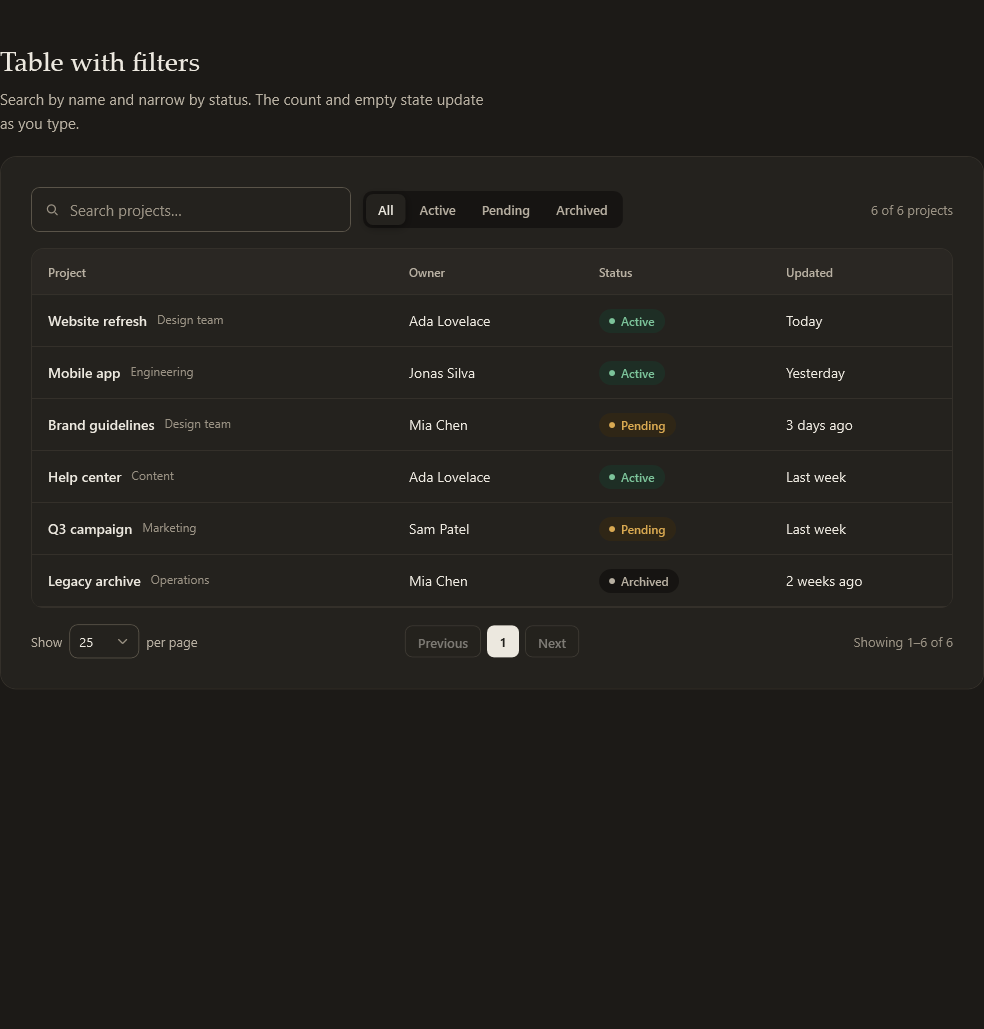 Table with filters
Search by name and narrow by status. The count and empty state update
as you type.
Search projects...
All Active Pending Archived
6 of 6 projects
Project Owner Status Updated
Website refresh Design team Ada Lovelace Active Today
Mobile app Engineering Jonas Silva Active Yesterday
Brand guidelines Design team Mia Chen Pending 3 days ago
Help center Content Ada Lovelace Active Last week
Q3 campaign Marketing Sam Patel Pending Last week
Legacy archive Operations Mia Chen Archived 2 weeks ago
Show 25 per page Previous 1 Next Showing 1–6 of 6